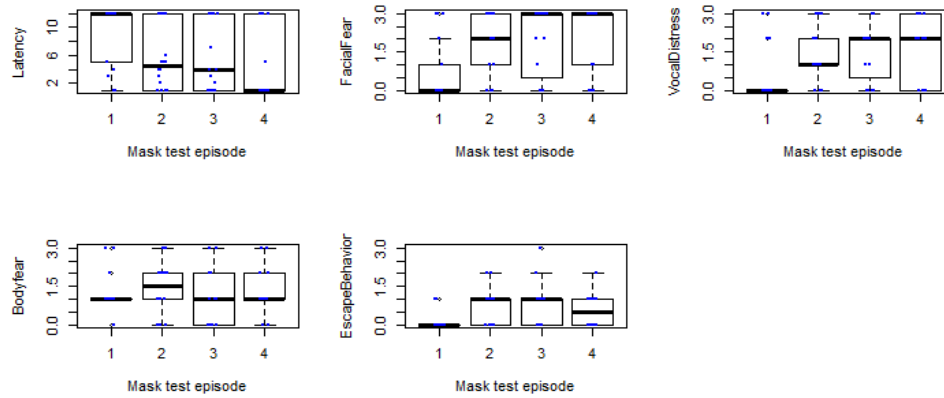 Latency
2 6 10
1 2 3 4
Mask test episode
FacialFear
0.0 1.5 3.0
1 2 3 4
Mask test episode
VocalDistress
0.0 1.5 3.0
1 2 3 4
Mask test episode
Bodyfear
0.0 1.5 3.0
1 2 3 4
Mask test episode
EscapeBehavior
0.0 1.5 3.0
1 2 3 4
Mask test episode